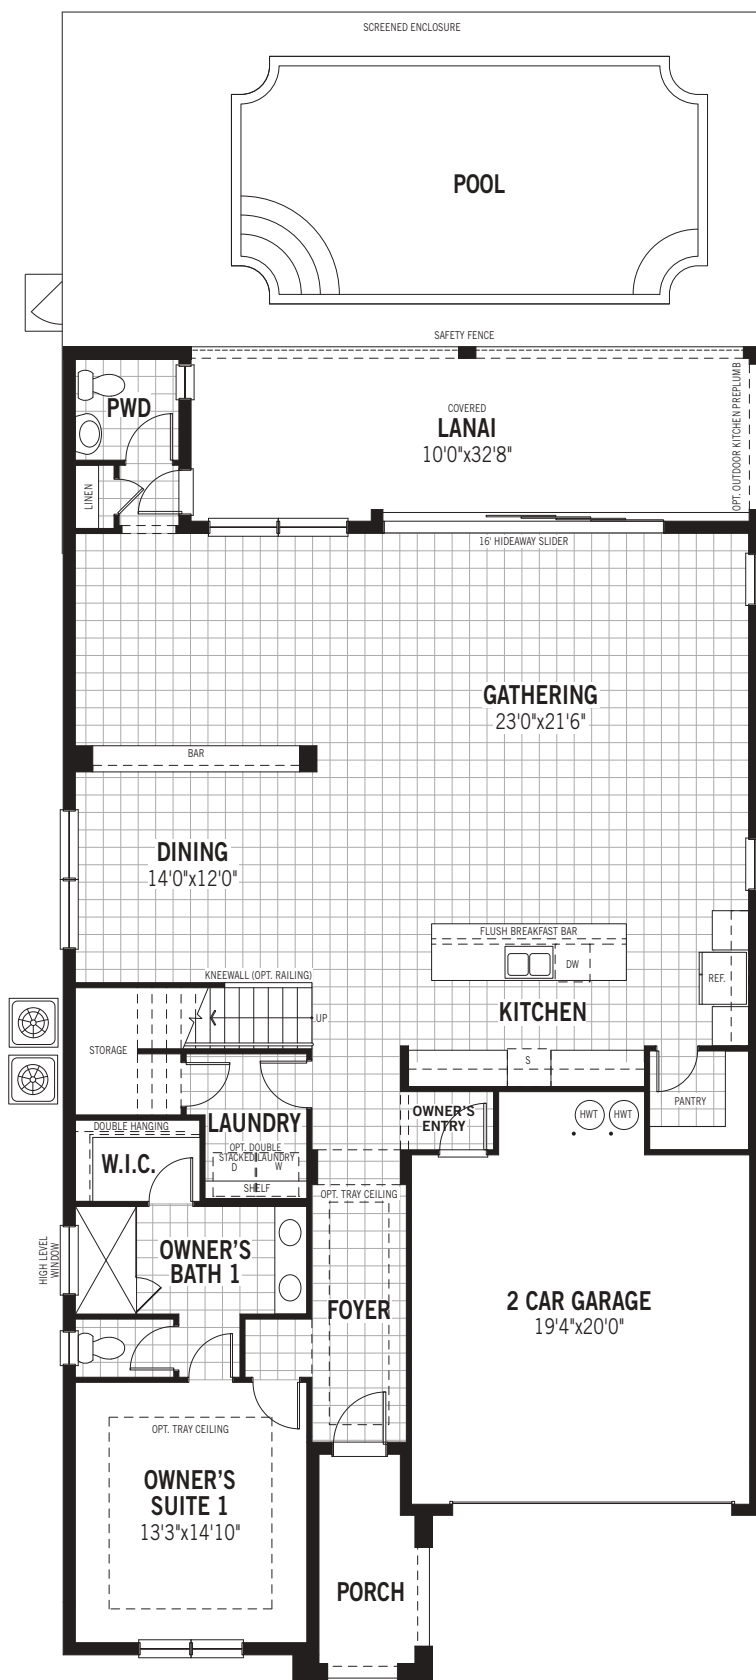 SCREENED ENCLOSURE
POOL
SAFETY FENCE
PWD
COVERED
LANAI
10'0"x32'8"
OPT. OUTDOOR KITCHEN PREPLUMB
LINEN
16' HIDEAWAY SLIDER
GATHERING
23'0"x21'6"
BAR
DINING
14'0"x12'0"
FLUSH BREAKFAST BAR
DW
REF.
KNEEWALL (OPT. RAILING)
KITCHEN
UP
STORAGE
S
PANTRY
LAUNDRY
OWNER'S
ENTRY
HWT
HWT
DOUBLE HANGING
OPT. DOUBLE
STACKED LAUNDRY
D
W
SHELF
W.I.C.
OPT. TRAY CEILING
HIGH LEVEL
WINDOW
OWNER'S
BATH 1
FOYER
2 CAR GARAGE
19'4"x20'0"
OPT. TRAY CEILING
OWNER'S
SUITE 1
13'3"x14'10"
PORCH